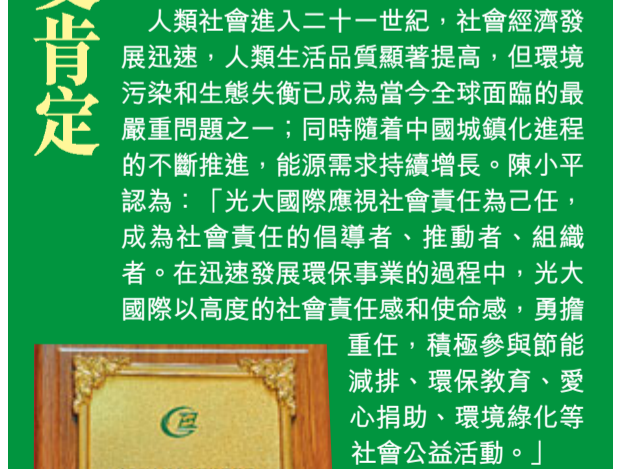 肯定
人類社會進入二十一世紀，社會經濟發
展迅速，人類生活品質顯著提高，但環境
污染和生態失衡已成為當今全球面臨的最
嚴重問題之一；同時隨着中國城鎮化進程
的不斷推進，能源需求持續增長。陳小平
認為：「光大國際應視社會責任為己任，
成為社會責任的倡導者、推動者、組織
者。在迅速發展環保事業的過程中，光大
國際以高度的社會責任感和使命感，勇擔
重任，積極參與節能
減排、環保教育、愛
心捐助、環境綠化等
社會公益活動。」